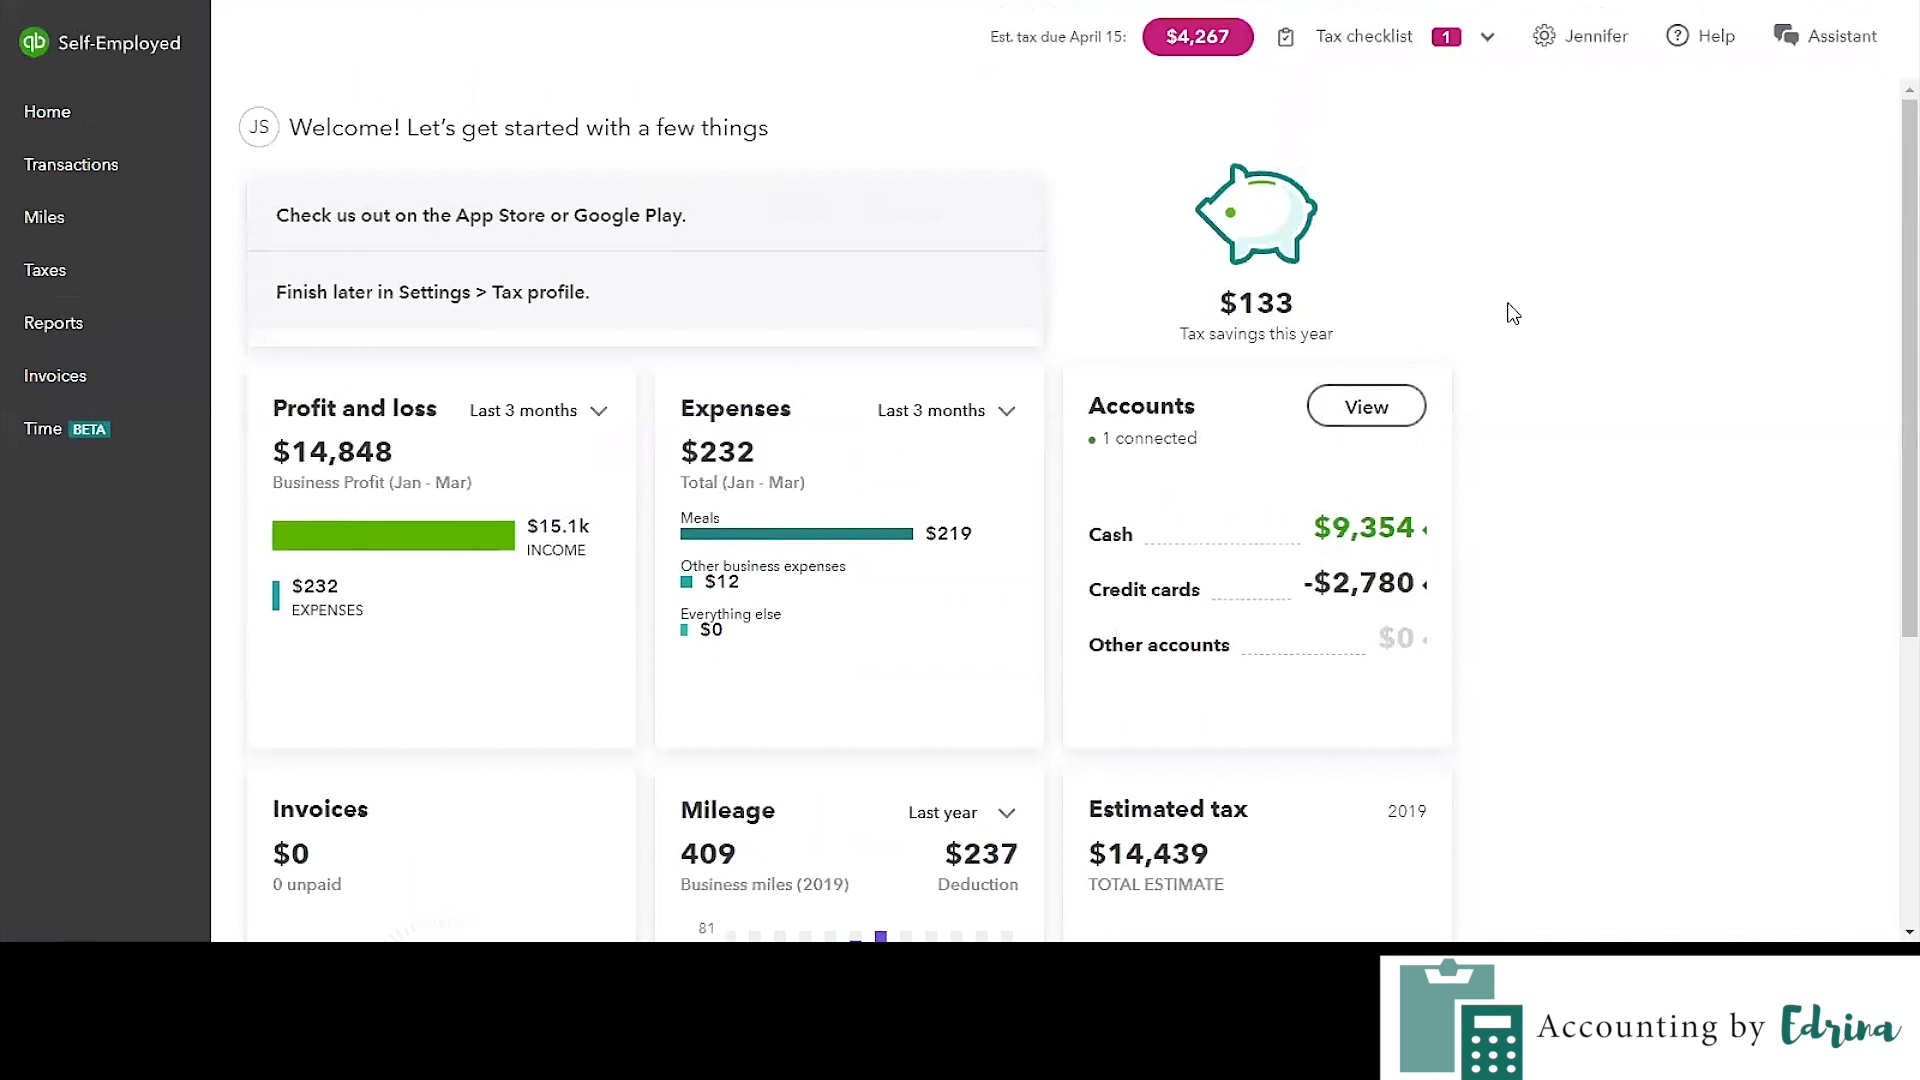 qb Self-Employed
Est. tax due April 15: $4,267 Tax checklist 1 Jennifer ? Help Assistant
Home
Transactions
Miles
Taxes
Reports
Invoices
Time BETA
JS Welcome! Let's get started with a few things
Check us out on the App Store or Google Play.
Finish later in Settings > Tax profile.
$133
Tax savings this year
Profit and loss Last 3 months
$14,848
Business Profit (Jan - Mar)
$15.1k
INCOME
$232
EXPENSES
Expenses Last 3 months
$232
Total (Jan - Mar)
Meals
$219
Other business expenses
$12
Everything else
$0
Accounts View
1 connected
Cash $9,354
Credit cards -$2,780
Other accounts $0
Invoices
$0
0 unpaid
Mileage Last year
409 $237
Business miles (2019) Deduction
81
Estimated tax 2019
$14,439
TOTAL ESTIMATE
Accounting by Edrina